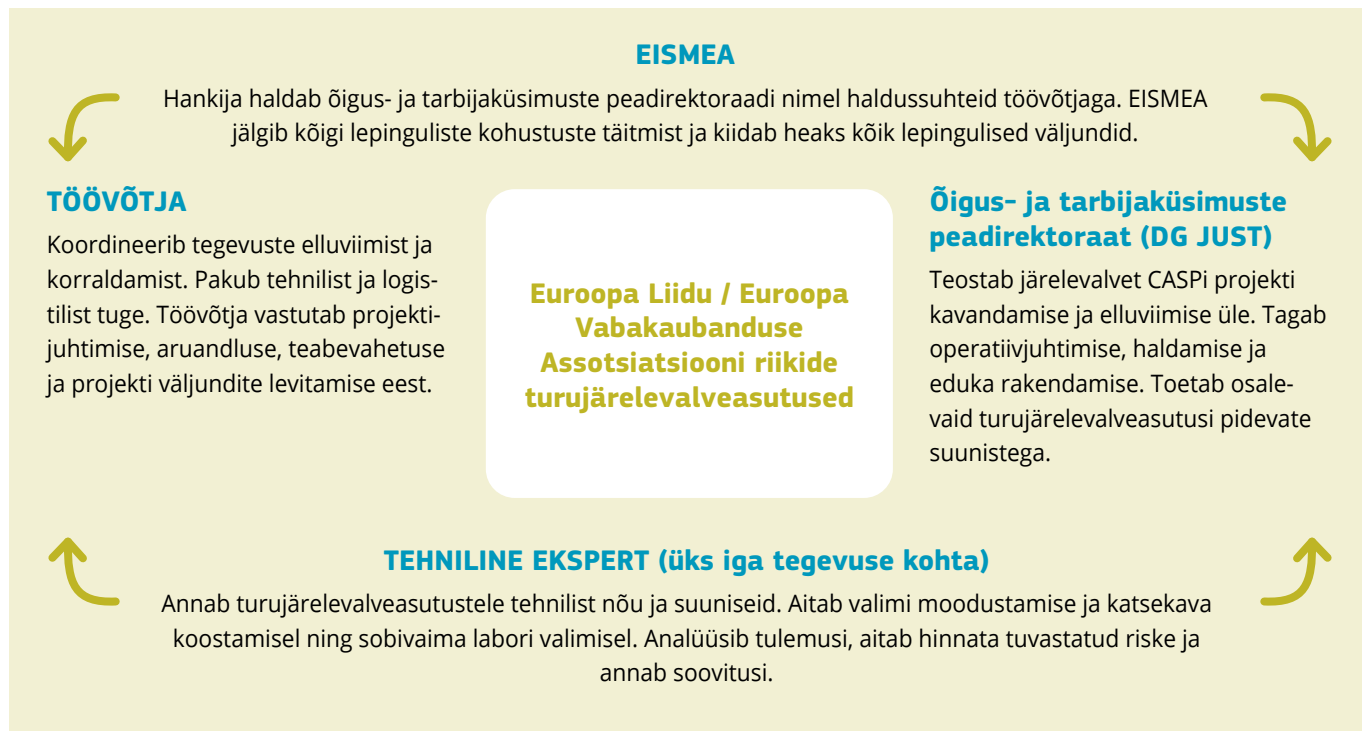 EISMEA
Hankija haldab õigus- ja tarbijaküsimuste peadirektoraadi nimel haldussuhteid töövõtjaga. EISMEA
jälgib kõigi lepinguliste kohustuste täitmist ja kiidab heaks kõik lepingulised väljundid.
TÖÖVÕTJA
Koordineerib tegevuste elluviimist ja
korraldamist. Pakub tehnilist ja logis-
tilist tuge. Töövõtja vastutab projekti-
juhtimise, aruandluse, teabevahetuse
ja projekti väljundite levitamise eest.
Euroopa Liidu / Euroopa
Vabakaubanduse
Assotsiatsiooni riikide
turujärelevalveasutused
Õigus- ja tarbijaküsimuste
peadirektoraat (DG JUST)
Teostab järelevalvet CASPi projekti
kavandamise ja elluviimise üle. Tagab
operatiivjuhtimise, haldamise ja
eduka rakendamise. Toetab osale-
vaid turujärelevalveasutusi pidevate
suunistega.
TEHNILINE EKSPERT (üks iga tegevuse kohta)
Annab turujärelevalveasutustele tehnilist nõu ja suuniseid. Aitab valimi moodustamise ja katsekava
koostamisel ning sobivaima labori valimisel. Analüüsib tulemusi, aitab hinnata tuvastatud riske ja
annab soovitusi.